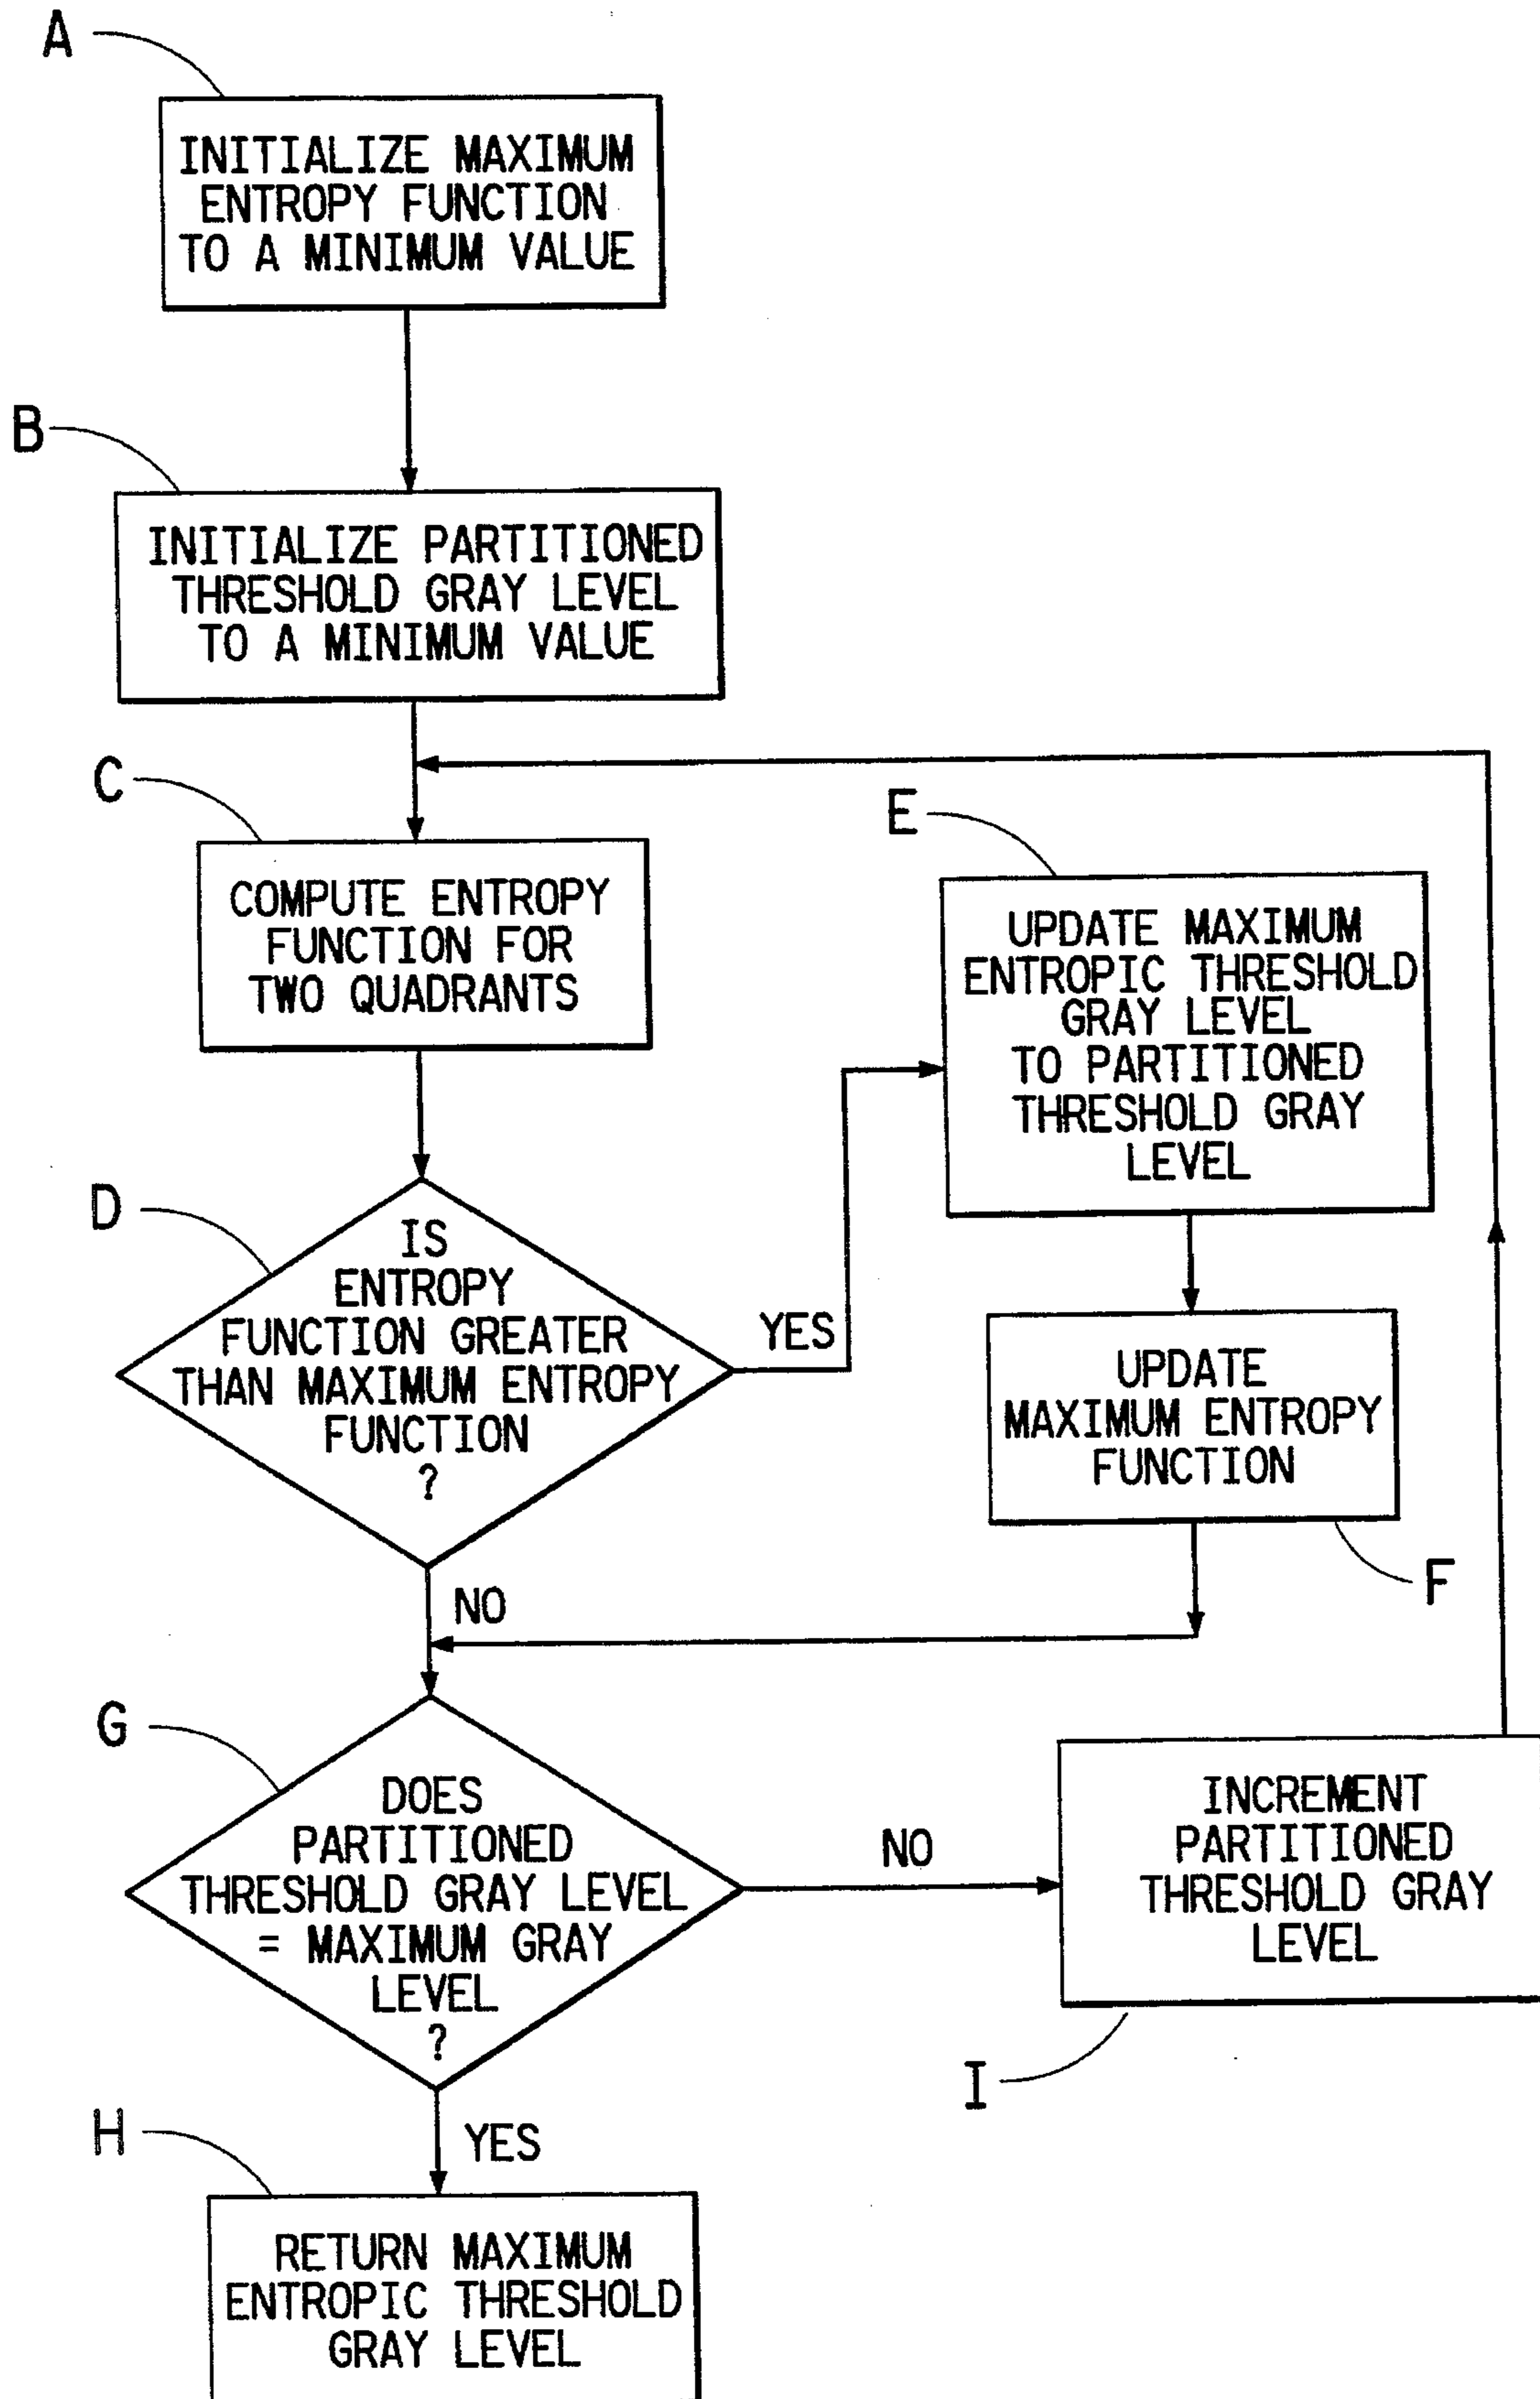 A
INITIALIZE MAXIMUM
ENTROPY FUNCTION
TO A MINIMUM VALUE
B
INITIALIZE PARTITIONED
THRESHOLD GRAY LEVEL
TO A MINIMUM VALUE
C
COMPUTE ENTROPY
FUNCTION FOR
TWO QUADRANTS
D
IS
ENTROPY
FUNCTION GREATER
THAN MAXIMUM ENTROPY
FUNCTION
?
YES
NO
E
UPDATE MAXIMUM
ENTROPIC THRESHOLD
GRAY LEVEL
TO PARTITIONED
THRESHOLD GRAY
LEVEL
UPDATE
MAXIMUM ENTROPY
FUNCTION
F
G
DOES
PARTITIONED
THRESHOLD GRAY LEVEL
= MAXIMUM GRAY
LEVEL
?
NO
YES
INCREMENT
PARTITIONED
THRESHOLD GRAY
LEVEL
I
H
RETURN MAXIMUM
ENTROPIC THRESHOLD
GRAY LEVEL